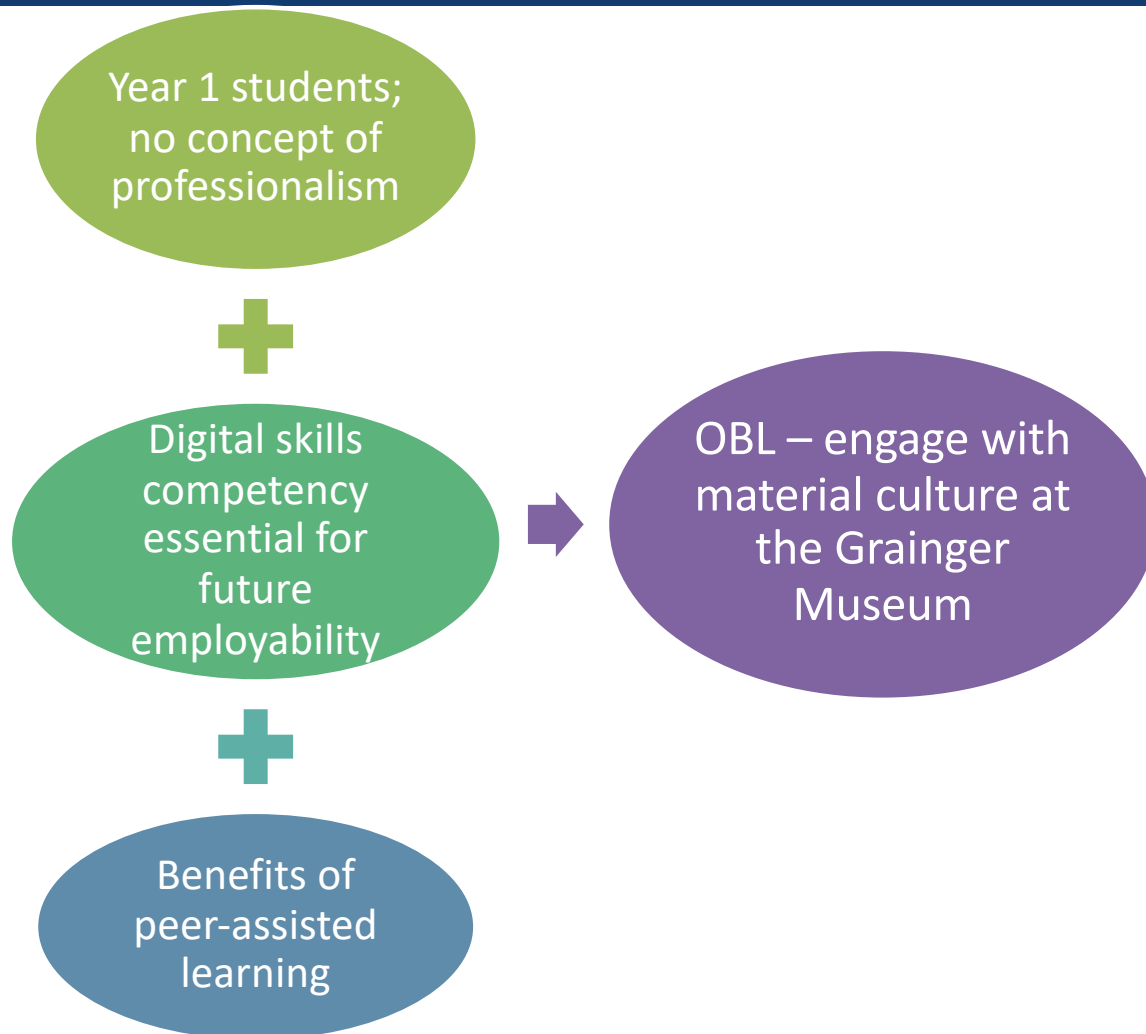 Year 1 students;
no concept of
professionalism
Digital skills
competency
essential for
future
employability
Benefits of
peer-assisted
learning
OBL – engage with
material culture at
the Grainger
Museum